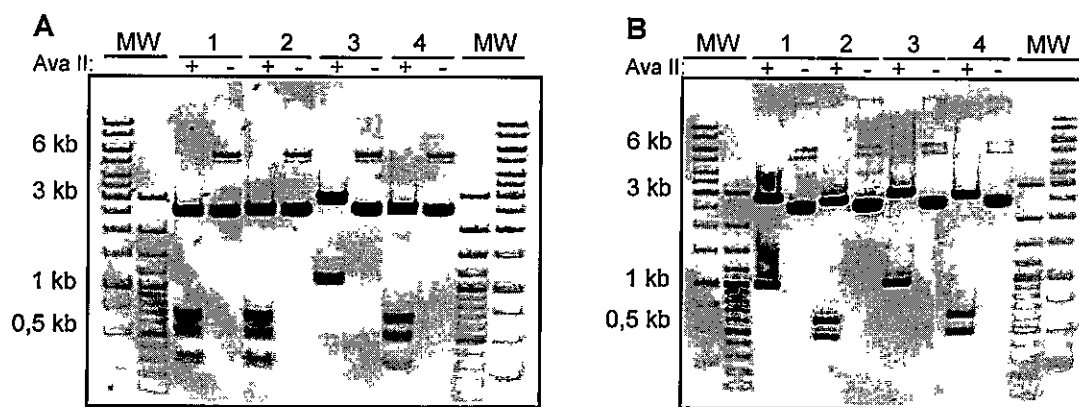 A
MW 1 2 3 4 MW
Ava II: + - + - + - + -
6 kb
3 kb
1 kb
0,5 kb
B
MW 1 2 3 4 MW
Ava II: + - + - + - + -
6 kb
3 kb
1 kb
0,5 kb